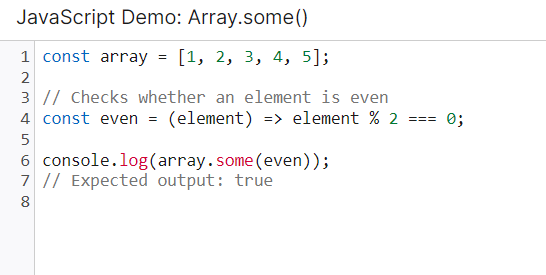 JavaScript Demo: Array.some()
1 const array = [1, 2, 3, 4, 5];
2
3 // Checks whether an element is even
4 const even = (element) => element % 2 === 0;
5
6 console.log(array.some(even));
7 // Expected output: true
8